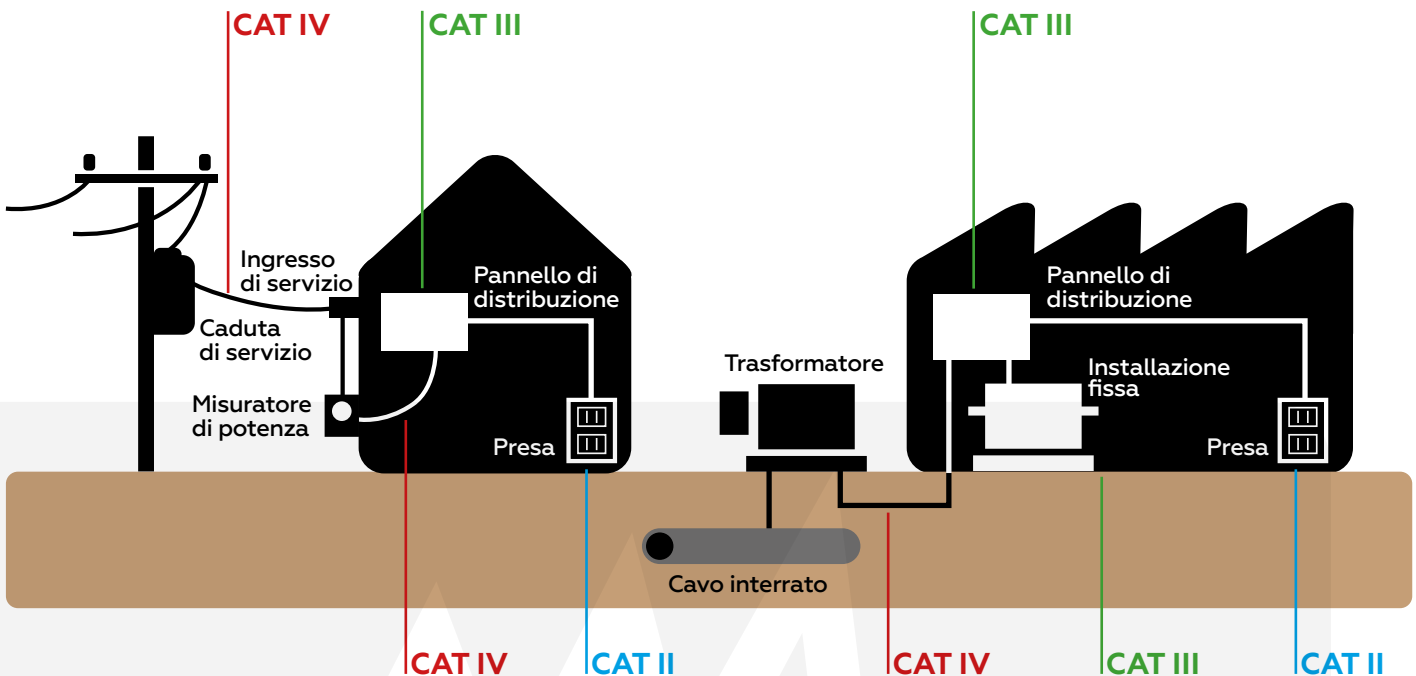 CAT IV
CAT III
CAT III
Ingresso
di servizio
Caduta
di servizio
Misuratore
di potenza
Pannello di
distribuzione
Presa
Trasformatore
Cavo interrato
Pannello di
distribuzione
Installazione
fissa
Presa
CAT IV
CAT II
CAT IV
CAT III
CAT II